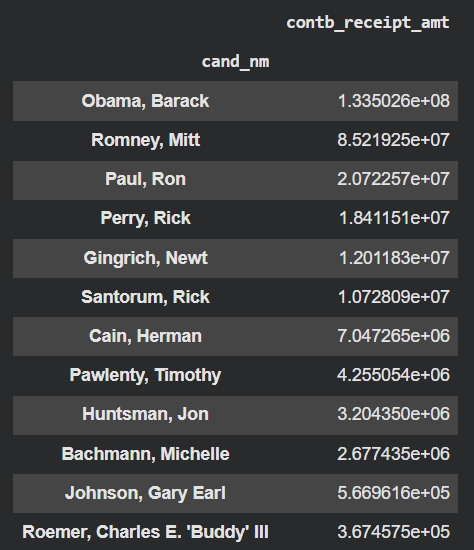 contb_receipt_amt
cand_nm
Obama, Barack 1.335026e+08
Romney, Mitt 8.521925e+07
Paul, Ron 2.072257e+07
Perry, Rick 1.841151e+07
Gingrich, Newt 1.201183e+07
Santorum, Rick 1.072809e+07
Cain, Herman 7.047265e+06
Pawlenty, Timothy 4.255054e+06
Huntsman, Jon 3.204350e+06
Bachmann, Michelle 2.677435e+06
Johnson, Gary Earl 5.669616e+05
Roemer, Charles E. 'Buddy' III 3.674575e+05